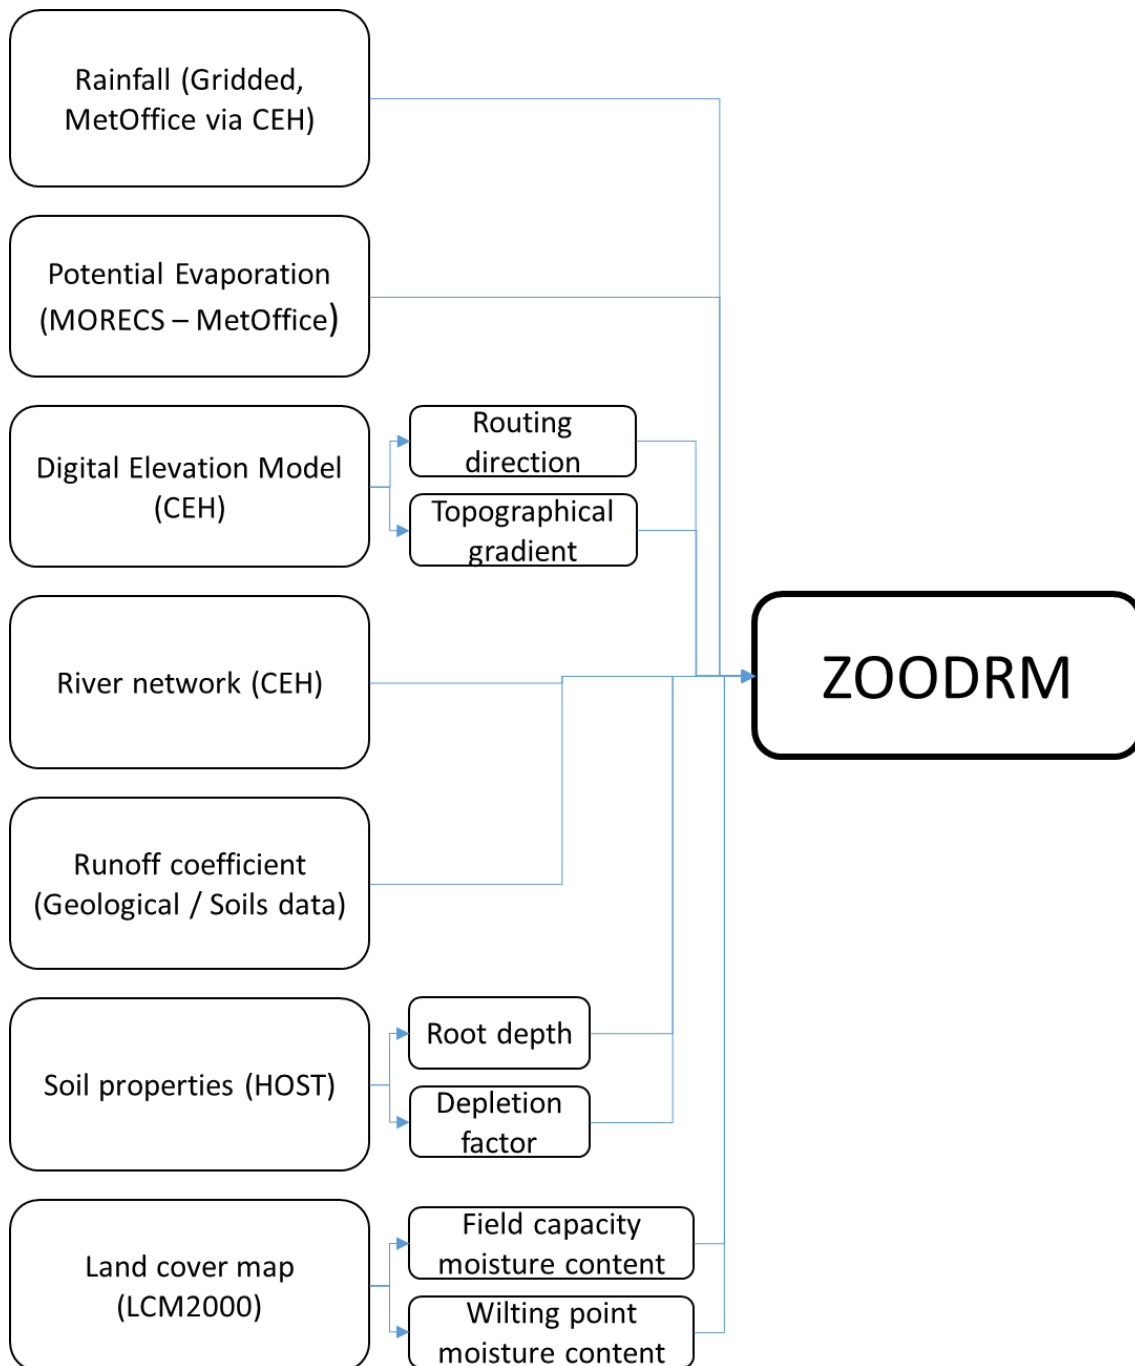 Rainfall (Gridded,
MetOffice via CEH)
Potential Evaporation
(MORECS – MetOffice)
Digital Elevation Model
(CEH)
Routing
direction
Topographical
gradient
River network (CEH)
ZOODRM
Runoff coefficient
(Geological / Soils data)
Soil properties (HOST)
Root depth
Depletion
factor
Land cover map
(LCM2000)
Field capacity
moisture content
Wilting point
moisture content